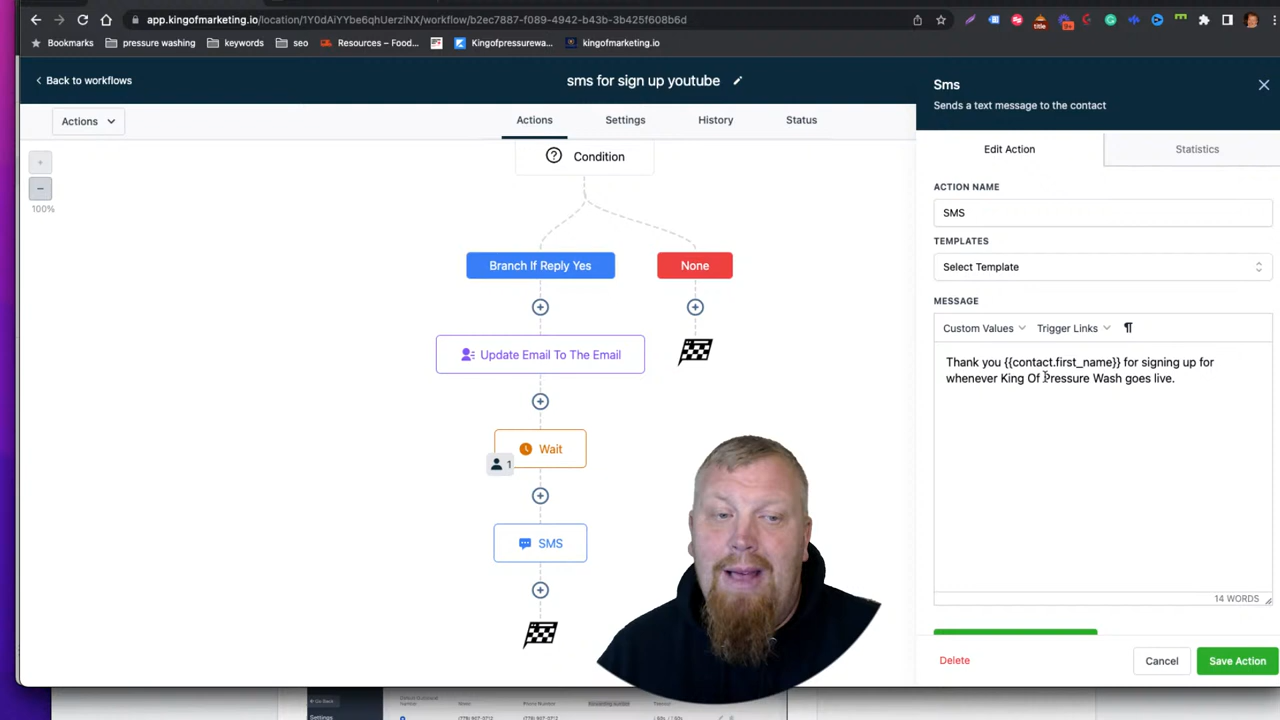 app.kingofmarketing.io/location/1Y0dAiYYbe6qhUerziNX/workflow/b2ec7887-f089-4942-b43b-3b425f608b6d
Bookmarks
pressure washing
keywords
seo
Resources – Food...
Kingofpressurewa...
kingofmarketing.io
Back to workflows
sms for sign up youtube
Actions
Actions
Settings
History
Status
100%
Condition
Branch If Reply Yes
None
Update Email To The Email
Wait
1
SMS
Sms
Sends a text message to the contact
Edit Action
Statistics
ACTION NAME
SMS
TEMPLATES
Select Template
MESSAGE
Custom Values
Trigger Links
Thank you {{contact.first_name}} for signing up for
whenever King Of Pressure Wash goes live.
14 WORDS
Delete
Cancel
Save Action
Go Back
Settings